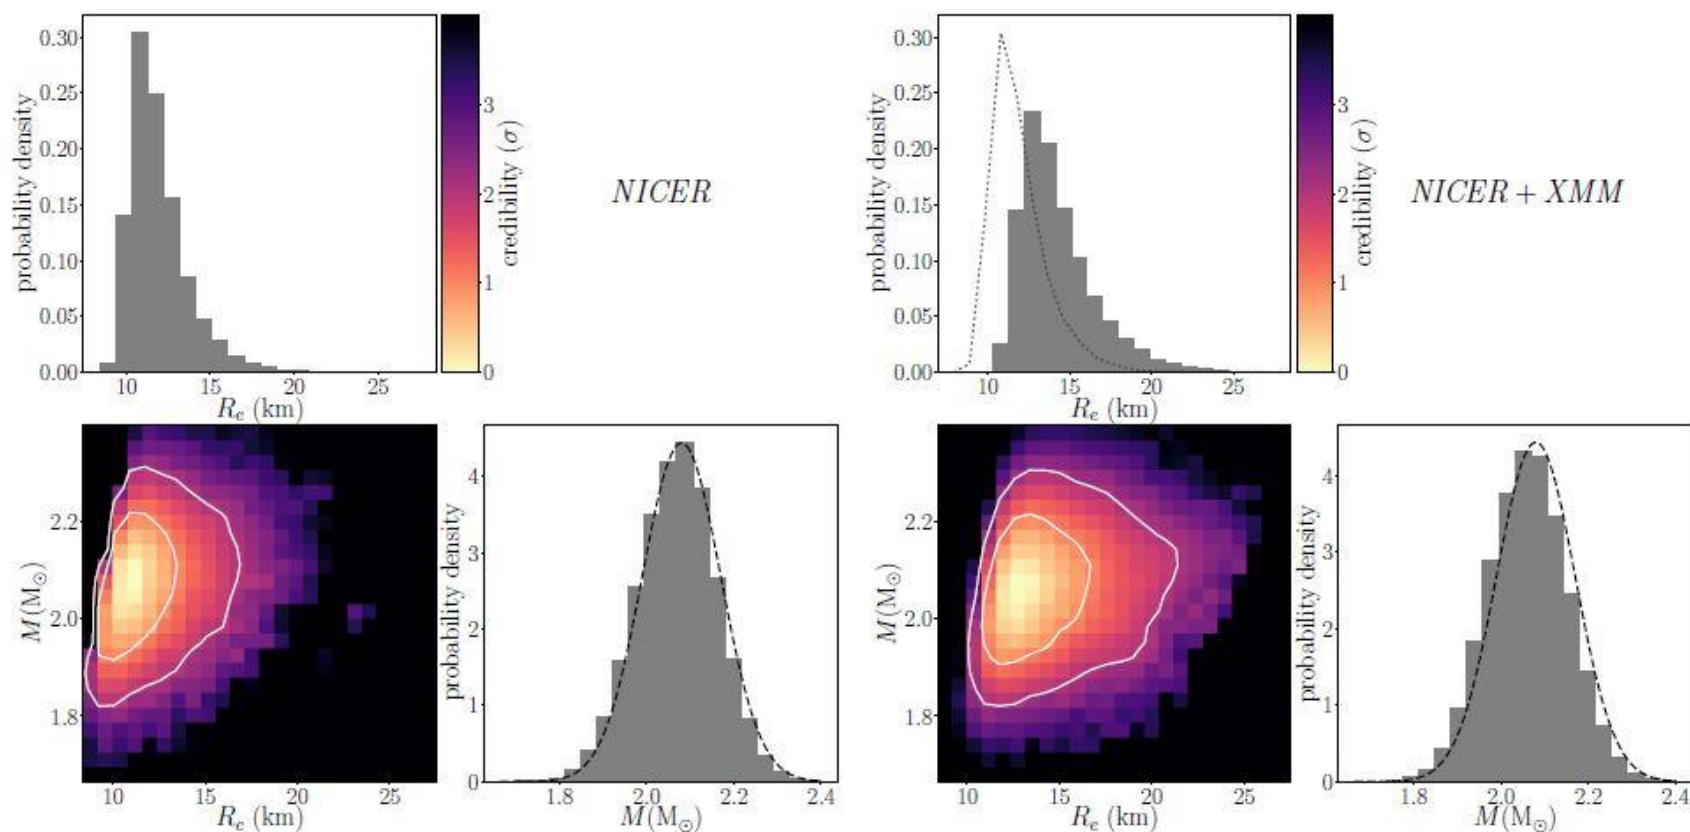 0.30
0.25
0.20
0.15
0.10
0.05
0.00
probability density
10 15 20 25
R_e (km)
3
2
1
0
credibility (σ)
NICER
0.30
0.25
0.20
0.15
0.10
0.05
0.00
probability density
10 15 20 25
R_e (km)
3
2
1
0
credibility (σ)
NICER + XMM
2.2
2.0
1.8
M(M⊙)
10 15 20 25
R_e (km)
4
3
2
1
0
probability density
1.8 2.0 2.2 2.4
M(M⊙)
2.2
2.0
1.8
M(M⊙)
10 15 20 25
R_e (km)
4
3
2
1
0
probability density
1.8 2.0 2.2 2.4
M(M⊙)